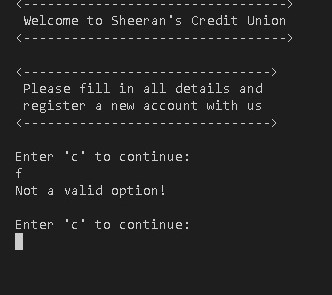 <---------------------------------->
Welcome to Sheeran's Credit Union
<---------------------------------->
<-------------------------------->
Please fill in all details and
register a new account with us
<-------------------------------->
Enter 'c' to continue:
f
Not a valid option!
Enter 'c' to continue: